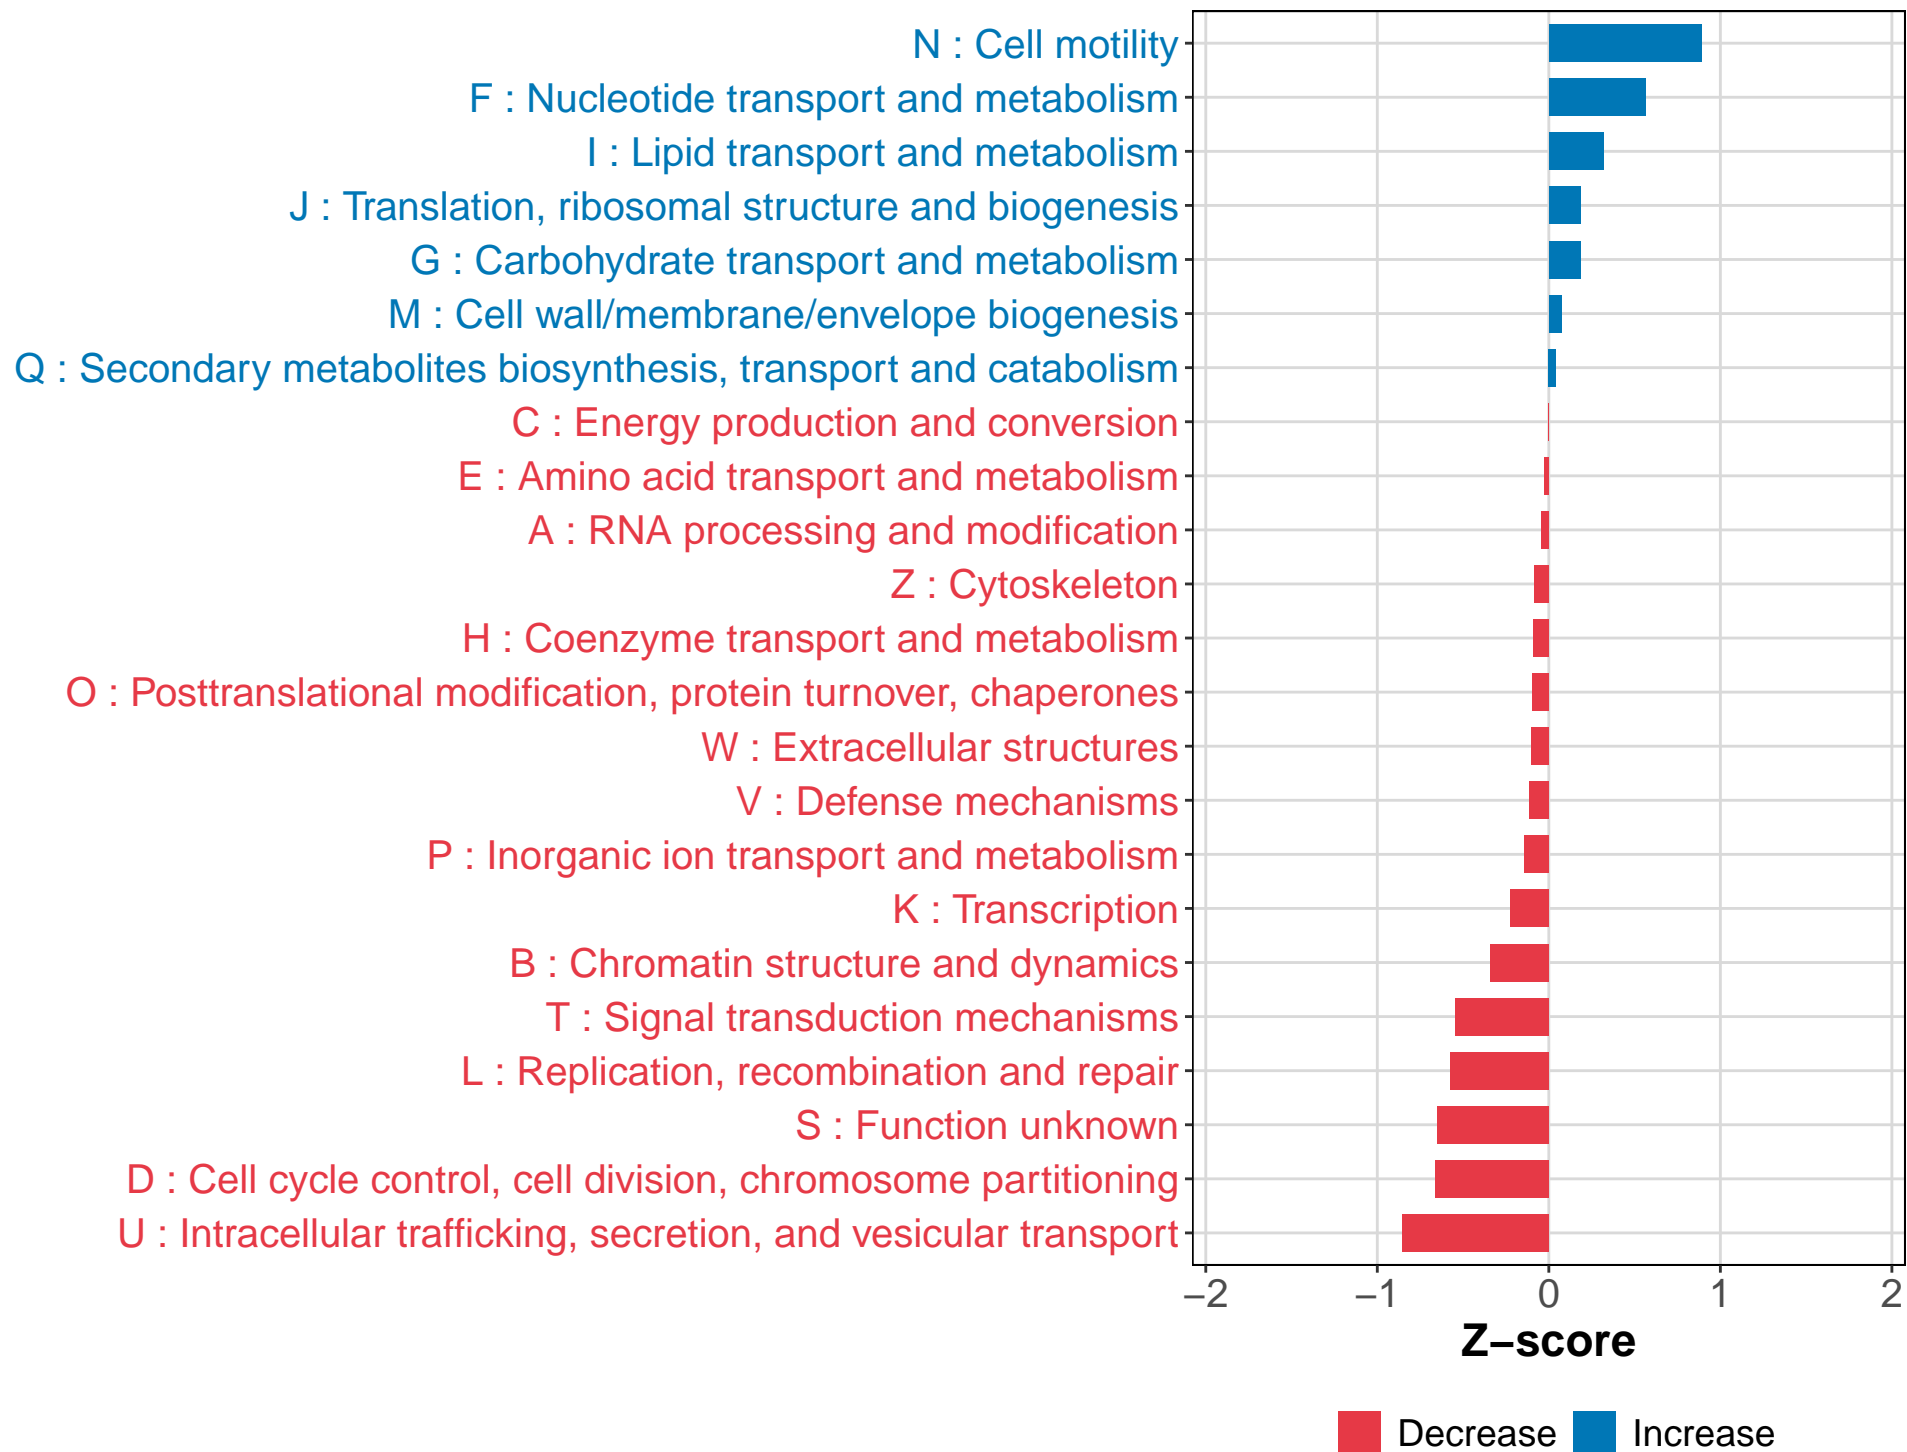 N : Cell motility
F : Nucleotide transport and metabolism
I : Lipid transport and metabolism
J : Translation, ribosomal structure and biogenesis
G : Carbohydrate transport and metabolism
M : Cell wall/membrane/envelope biogenesis
Q : Secondary metabolites biosynthesis, transport and catabolism
C : Energy production and conversion
E : Amino acid transport and metabolism
A : RNA processing and modification
Z : Cytoskeleton
H : Coenzyme transport and metabolism
O : Posttranslational modification, protein turnover, chaperones
W : Extracellular structures
V : Defense mechanisms
P : Inorganic ion transport and metabolism
K : Transcription
B : Chromatin structure and dynamics
T : Signal transduction mechanisms
L : Replication, recombination and repair
S : Function unknown
D : Cell cycle control, cell division, chromosome partitioning
U : Intracellular trafficking, secretion, and vesicular transport
−2 −1 0 1 2
Z−score
Decrease Increase